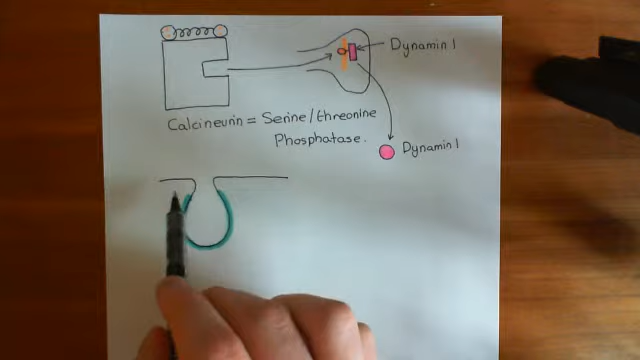 Dynamin 1
Calcineurin = Serine/threonine
Phosphatase.
Dynamin 1